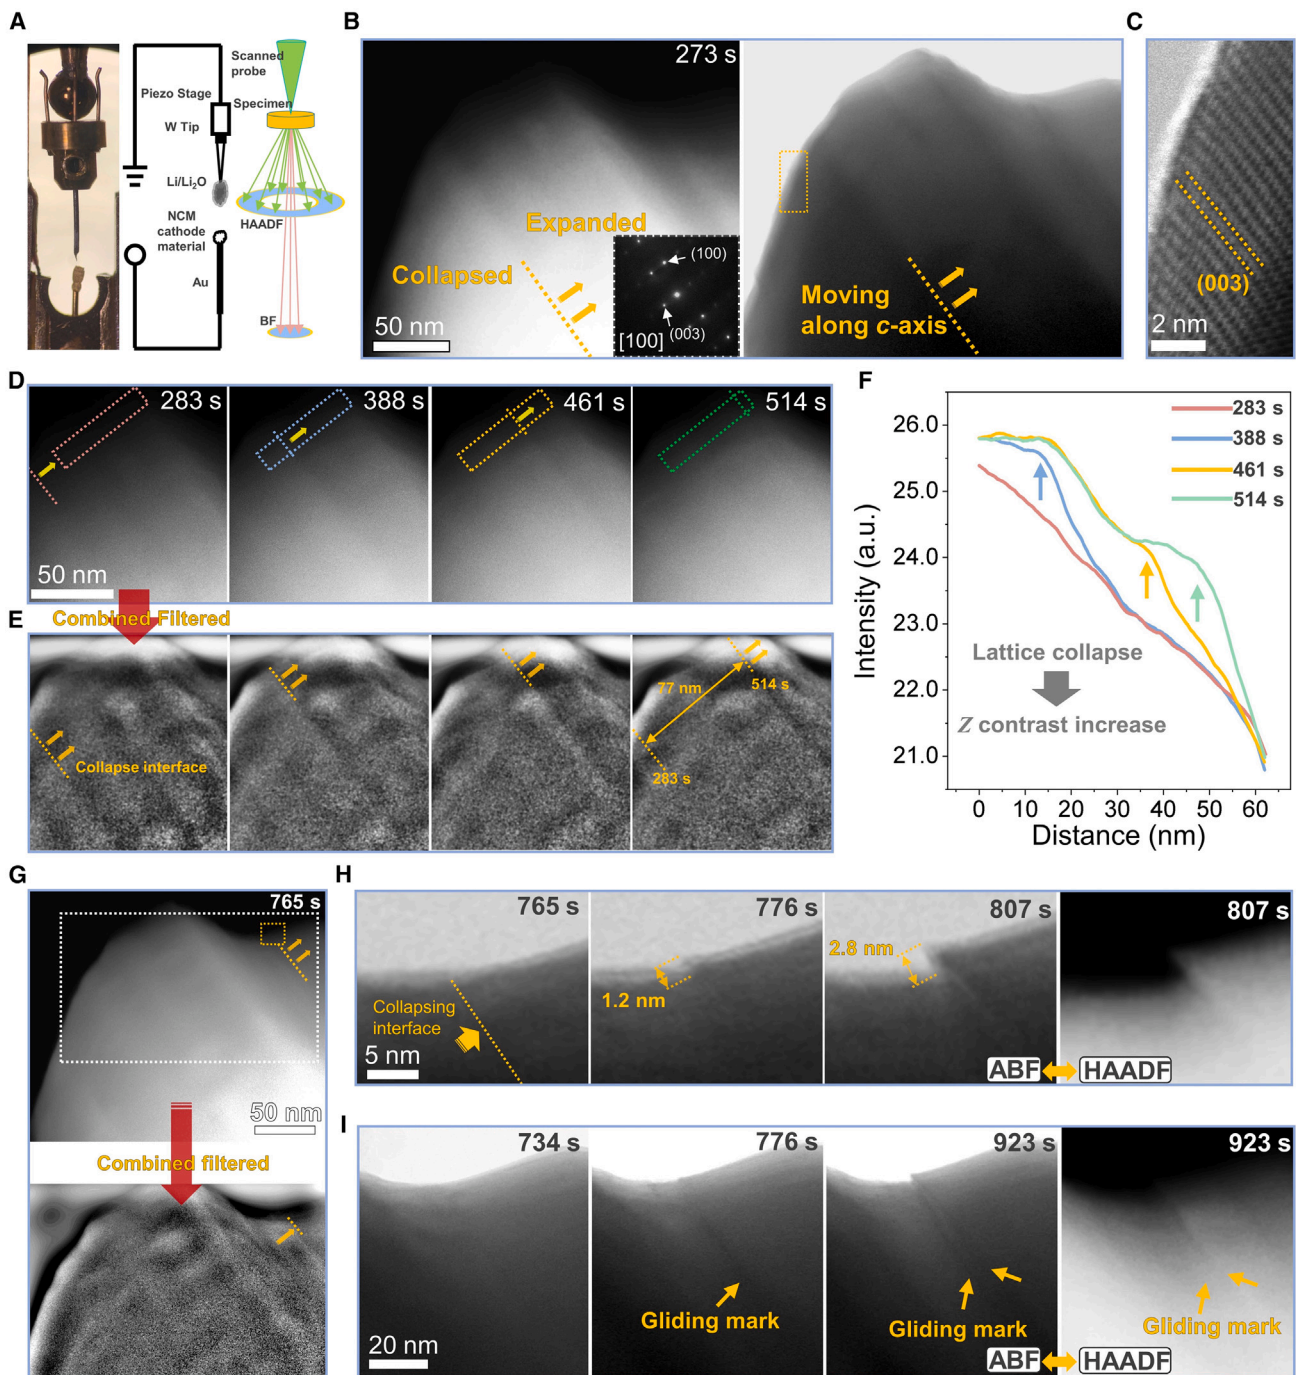 A
Scanned
probe
Piezo Stage
Specimen
W Tip
Li/Li₂O
HAADF
NCM
cathode
material
Au
BF
B
273 s
Expanded
Collapsed
(100)
(003)
[100]
50 nm
Moving
along c-axis
C
(003)
2 nm
D
283 s
388 s
461 s
514 s
50 nm
Combined Filtered
E
Collapse interface
77 nm
514 s
283 s
F
283 s
388 s
461 s
514 s
26.0
25.0
24.0
23.0
22.0
21.0
Intensity (a.u.)
Lattice collapse
Z contrast increase
0 10 20 30 40 50 60
Distance (nm)
G
765 s
50 nm
Combined filtered
H
765 s
776 s
807 s
807 s
Collapsing
interface
1.2 nm
2.8 nm
5 nm
ABF
HAADF
I
734 s
776 s
923 s
923 s
Gliding mark
Gliding mark
Gliding mark
20 nm
ABF
HAADF